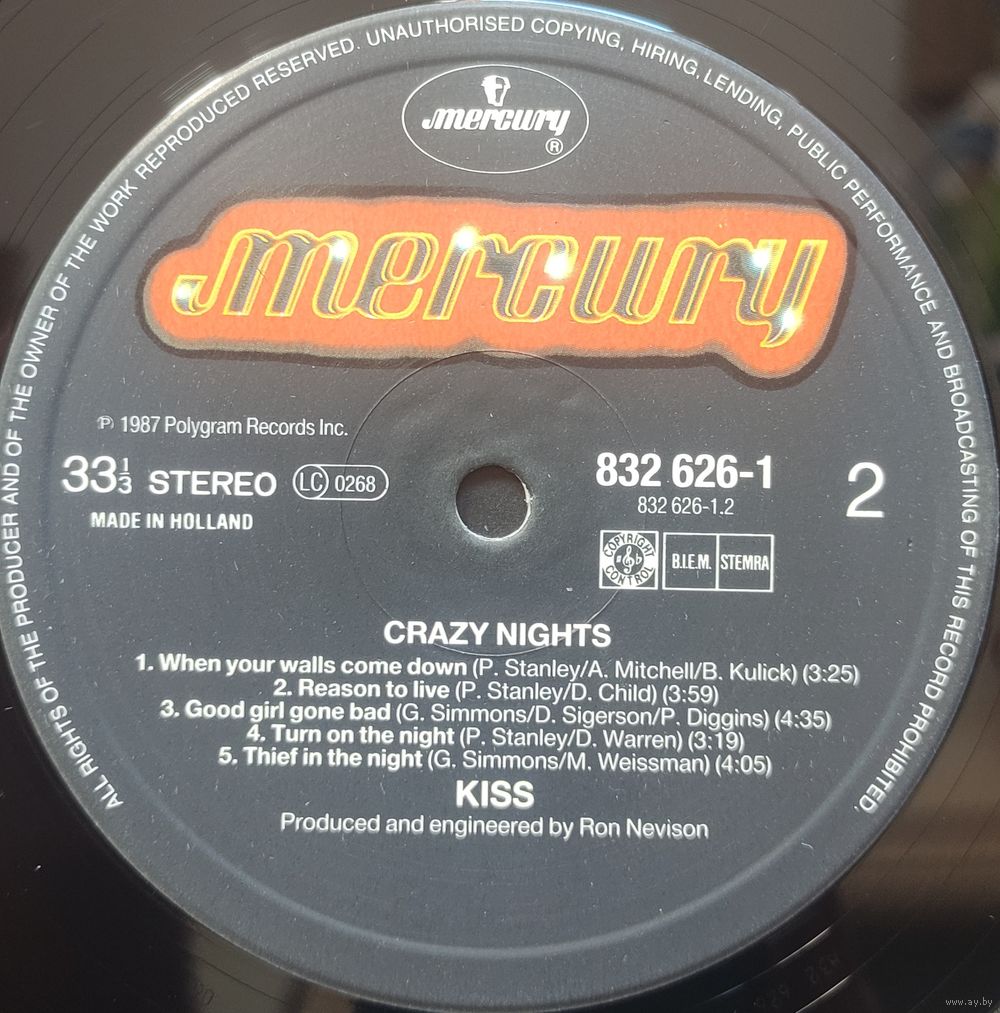 ALL RIGHTS OF THE PRODUCER AND OF THE OWNER OF THE WORK REPRODUCED RESERVED. UNAUTHORISED COPYING, HIRING, LENDING, PUBLIC PERFORMANCE AND BROADCASTING OF THIS RECORD PROHIBITED.
mercury
®
mercury
℗ 1987 Polygram Records Inc.
33⅓ STEREO LC 0268
MADE IN HOLLAND
832 626-1
832 626-1.2
2
COPYRIGHT CONTROL
B.I.E.M. STEMRA
CRAZY NIGHTS
1. When your walls come down (P. Stanley/A. Mitchell/B. Kulick) (3:25)
2. Reason to live (P. Stanley/D. Child) (3:59)
3. Good girl gone bad (G. Simmons/D. Sigerson/P. Diggins) (4:35)
4. Turn on the night (P. Stanley/D. Warren) (3:19)
5. Thief in the night (G. Simmons/M. Weissman) (4:05)
KISS
Produced and engineered by Ron Nevison
www.ay.by